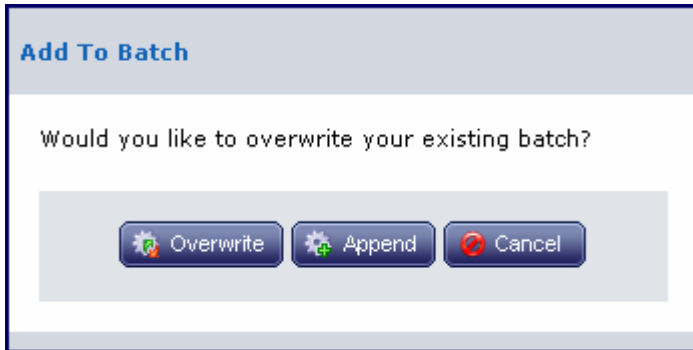 Add To Batch
Would you like to overwrite your existing batch?
Overwrite Append Cancel